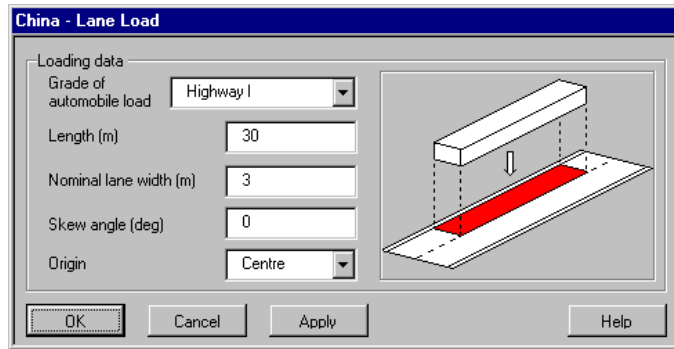 China - Lane Load
Loading data
Grade of
automobile load
Highway I
Length (m)
30
Nominal lane width (m)
3
Skew angle (deg)
0
Origin
Centre
OK
Cancel
Apply
Help